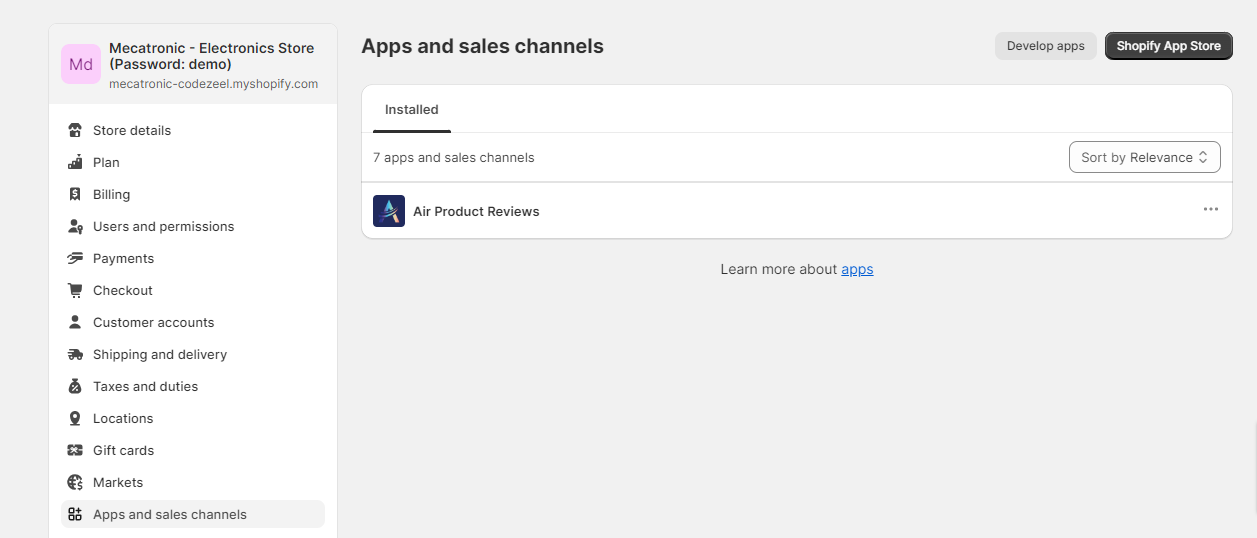 Md
Mecatronic - Electronics Store
(Password: demo)
mecatronic-codezeel.myshopify.com
Store details
Plan
Billing
Users and permissions
Payments
Checkout
Customer accounts
Shipping and delivery
Taxes and duties
Locations
Gift cards
Markets
Apps and sales channels
Apps and sales channels
Develop apps
Shopify App Store
Installed
7 apps and sales channels
Sort by Relevance
Air Product Reviews
Learn more about apps